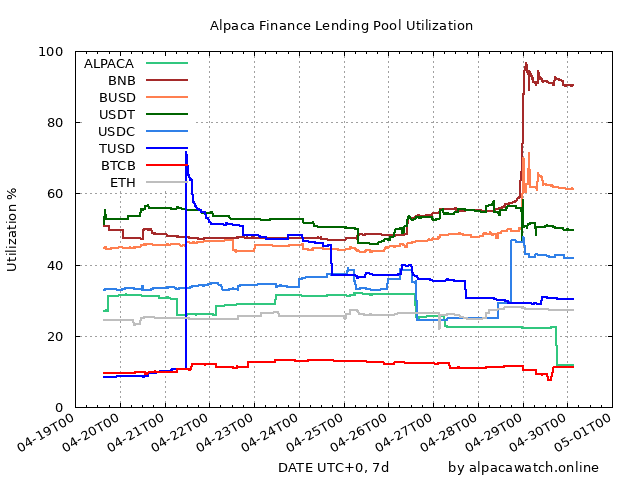 Alpaca Finance Lending Pool Utilization
100
80
60
40
20
0
Utilization %
ALPACA
BNB
BUSD
USDT
USDC
TUSD
BTCB
ETH
04-19T00
04-20T00
04-21T00
04-22T00
04-23T00
04-24T00
04-25T00
04-26T00
04-27T00
04-28T00
04-29T00
04-30T00
05-01T00
DATE UTC+0, 7d
by alpacawatch.online